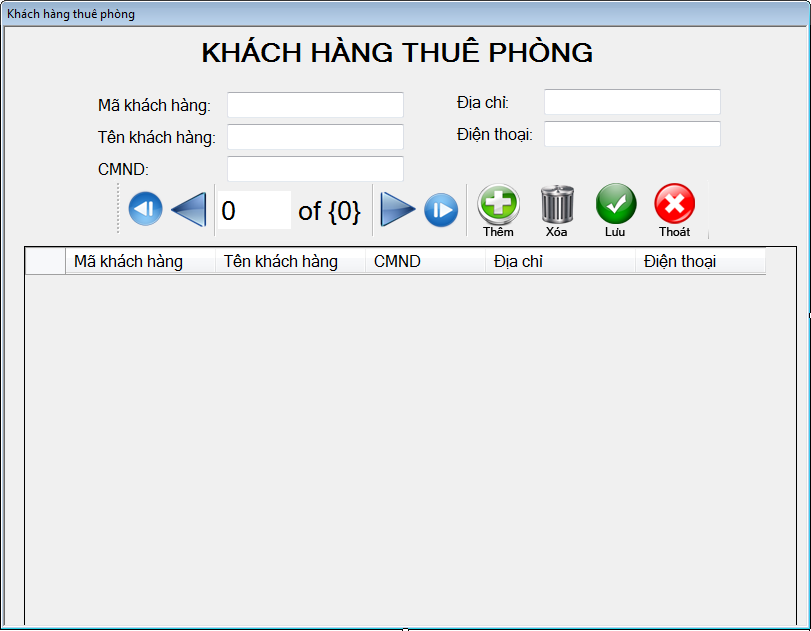 Khách hàng thuê phòng
KHÁCH HÀNG THUÊ PHÒNG
Mã khách hàng:
Địa chỉ:
Tên khách hàng:
Điện thoại:
CMND:
0 of {0}
Thêm Xóa Lưu Thoát
Mã khách hàng Tên khách hàng CMND Địa chỉ Điện thoại